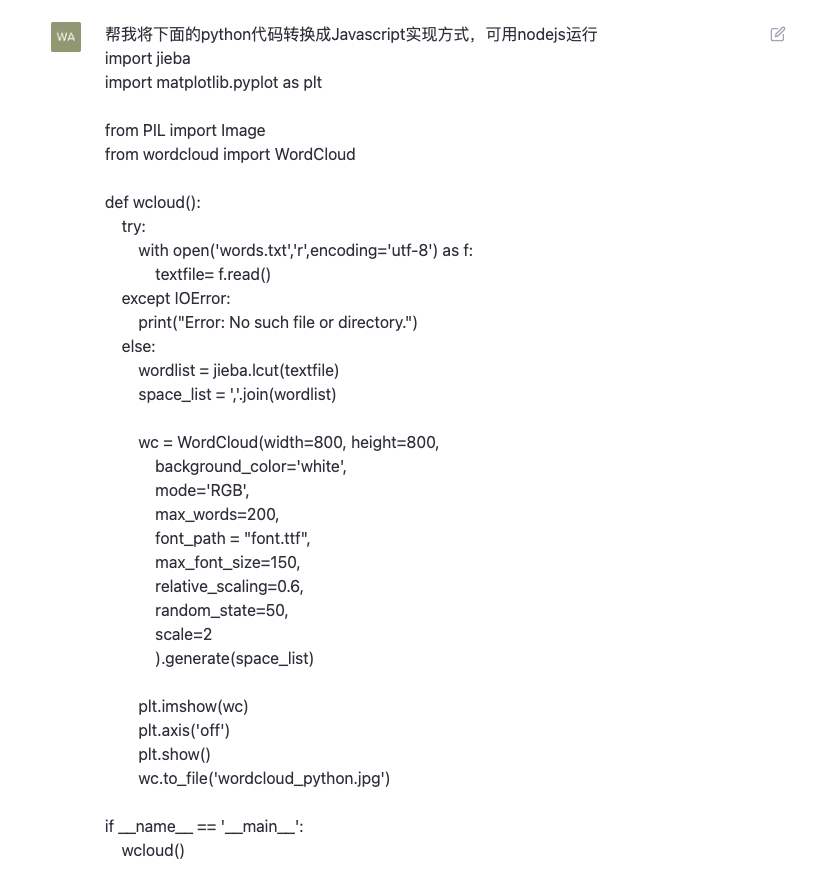 WA
帮我将下面的python代码转换成Javascript实现方式，可用nodejs运行
import jieba
import matplotlib.pyplot as plt

from PIL import Image
from wordcloud import WordCloud

def wcloud():
    try:
        with open('words.txt','r',encoding='utf-8') as f:
            textfile= f.read()
    except IOError:
        print("Error: No such file or directory.")
    else:
        wordlist = jieba.lcut(textfile)
        space_list = ','.join(wordlist)

        wc = WordCloud(width=800, height=800,
            background_color='white',
            mode='RGB',
            max_words=200,
            font_path = "font.ttf",
            max_font_size=150,
            relative_scaling=0.6,
            random_state=50,
            scale=2
            ).generate(space_list)

        plt.imshow(wc)
        plt.axis('off')
        plt.show()
        wc.to_file('wordcloud_python.jpg')

if __name__ == '__main__':
    wcloud()